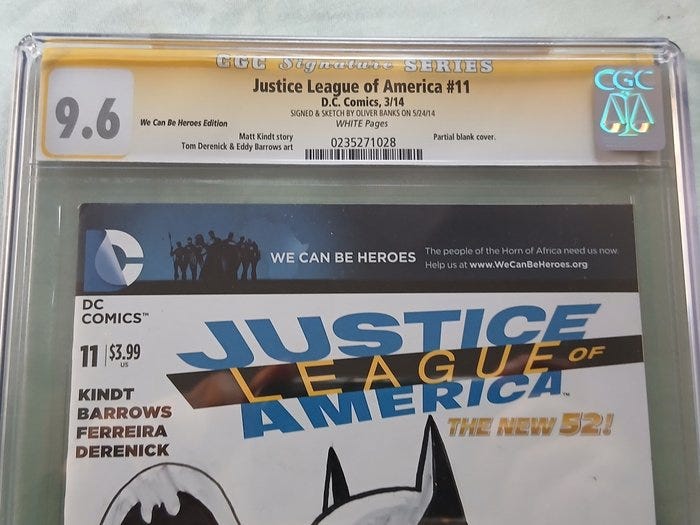 CGC Signature SERIES
Justice League of America #11
D.C. Comics, 3/14
SIGNED & SKETCH BY OLIVER BANKS ON 5/24/14
WHITE Pages
9.6
We Can Be Heroes Edition
Matt Kindt story
Tom Derenick & Eddy Barrows art
Partial blank cover.
0235271028
CGC
WE CAN BE HEROES
The people of the Horn of Africa need us now.
Help us at www.WeCanBeHeroes.org
DC
COMICS™
11 $3.99
US
KINDT
BARROWS
FERREIRA
DERENICK
JUSTICE
LEAGUE OF
AMERICA™
THE NEW 52!